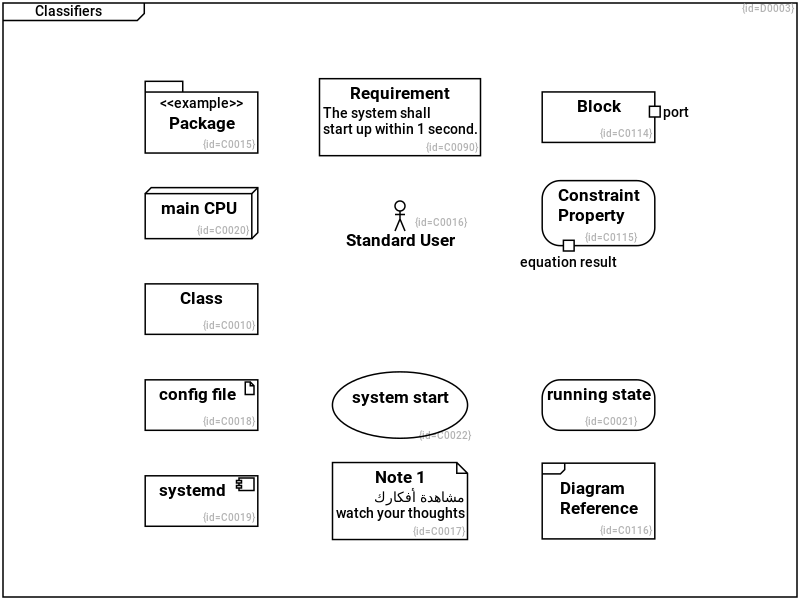 Classifiers
{id=D0003}
<<example>>
Package
{id=C0015}
Requirement
The system shall
start up within 1 second.
{id=C0090}
Block
port
{id=C0114}
main CPU
{id=C0020}
{id=C0016}
Standard User
Constraint
Property
{id=C0115}
equation result
Class
{id=C0010}
config file
{id=C0018}
system start
{id=C0022}
running state
{id=C0021}
systemd
{id=C0019}
Note 1
مشاهدة أفكارك
watch your thoughts
{id=C0017}
Diagram
Reference
{id=C0116}